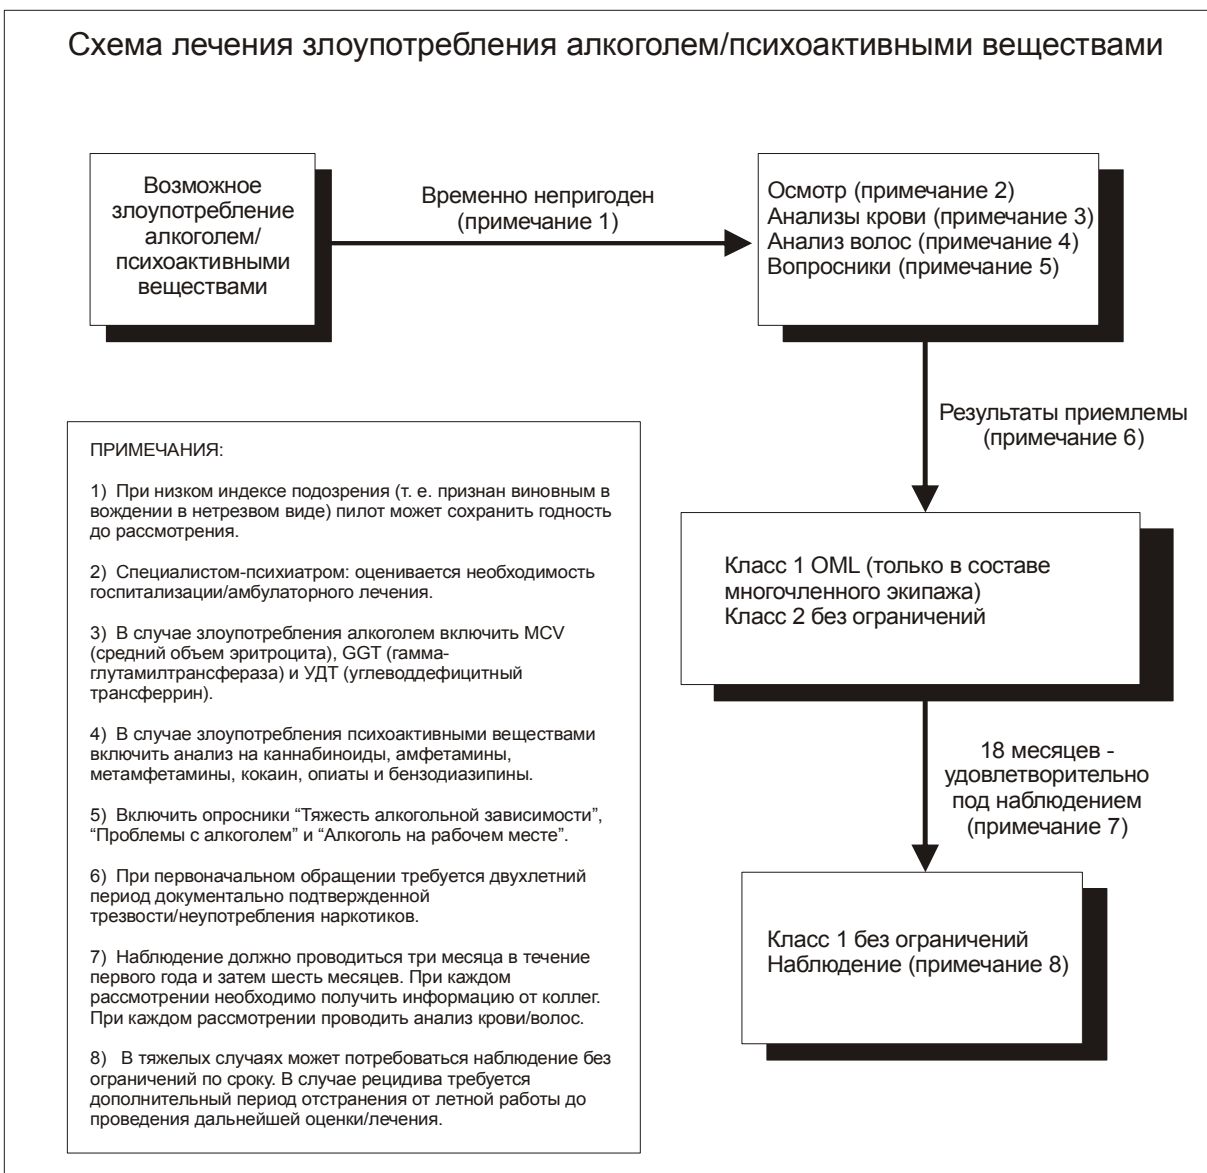 Схема лечения злоупотребления алкоголем/психоактивными веществами
Возможное
злоупотребление
алкоголем/
психоактивными
веществами
Временно непригоден
(примечание 1)
Осмотр (примечание 2)
Анализы крови (примечание 3)
Анализ волос (примечание 4)
Вопросники (примечание 5)
Результаты приемлемы
(примечание 6)
Класс 1 OML (только в составе
многочленного экипажа)
Класс 2 без ограничений
18 месяцев -
удовлетворительно
под наблюдением
(примечание 7)
Класс 1 без ограничений
Наблюдение (примечание 8)
ПРИМЕЧАНИЯ:
1) При низком индексе подозрения (т. е. признан виновным в
вождении в нетрезвом виде) пилот может сохранить годность
до рассмотрения.
2) Специалистом-психиатром: оценивается необходимость
госпитализации/амбулаторного лечения.
3) В случае злоупотребления алкоголем включить MCV
(средний объем эритроцита), GGT (гамма-
глутамилтрансфераза) и УДТ (углеводдефицитный
трансферрин).
4) В случае злоупотребления психоактивными веществами
включить анализ на каннабиноиды, амфетамины,
метамфетамины, кокаин, опиаты и бензодиазипины.
5) Включить опросники “Тяжесть алкогольной зависимости”,
“Проблемы с алкоголем” и “Алкоголь на рабочем месте”.
6) При первоначальном обращении требуется двухлетний
период документально подтвержденной
трезвости/неупотребления наркотиков.
7) Наблюдение должно проводиться три месяца в течение
первого года и затем шесть месяцев. При каждом
рассмотрении необходимо получить информацию от коллег.
При каждом рассмотрении проводить анализ крови/волос.
8) В тяжелых случаях может потребоваться наблюдение без
ограничений по сроку. В случае рецидива требуется
дополнительный период отстранения от летной работы до
проведения дальнейшей оценки/лечения.